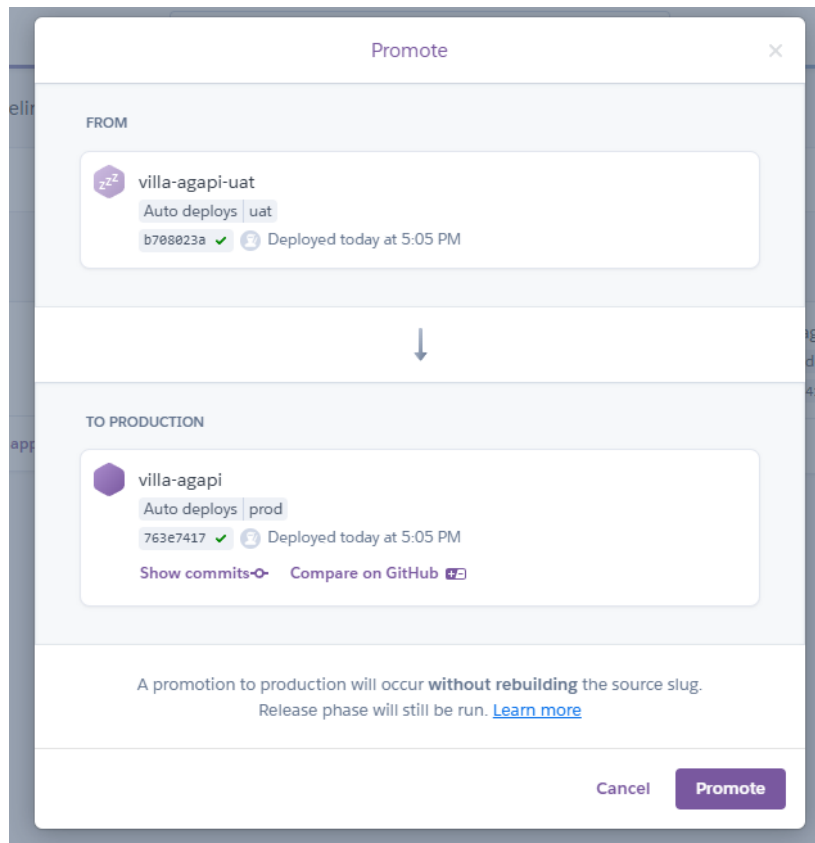 Promote
×
FROM
zzz
villa-agapi-uat
Auto deploys uat
b708023a Deployed today at 5:05 PM
TO PRODUCTION
villa-agapi
Auto deploys prod
763e7417 Deployed today at 5:05 PM
Show commits Compare on GitHub
A promotion to production will occur without rebuilding the source slug.
Release phase will still be run. Learn more
Cancel Promote
app